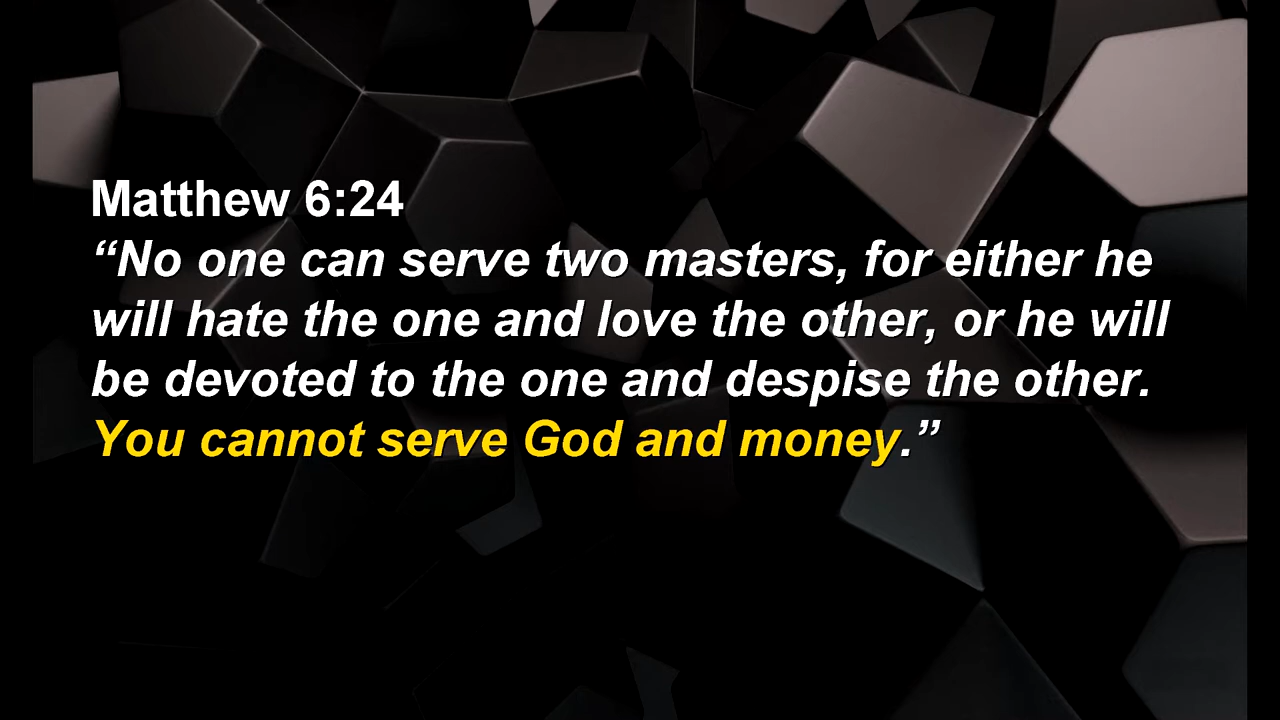 Matthew 6:24
“No one can serve two masters, for either he
will hate the one and love the other, or he will
be devoted to the one and despise the other.
You cannot serve God and money.”